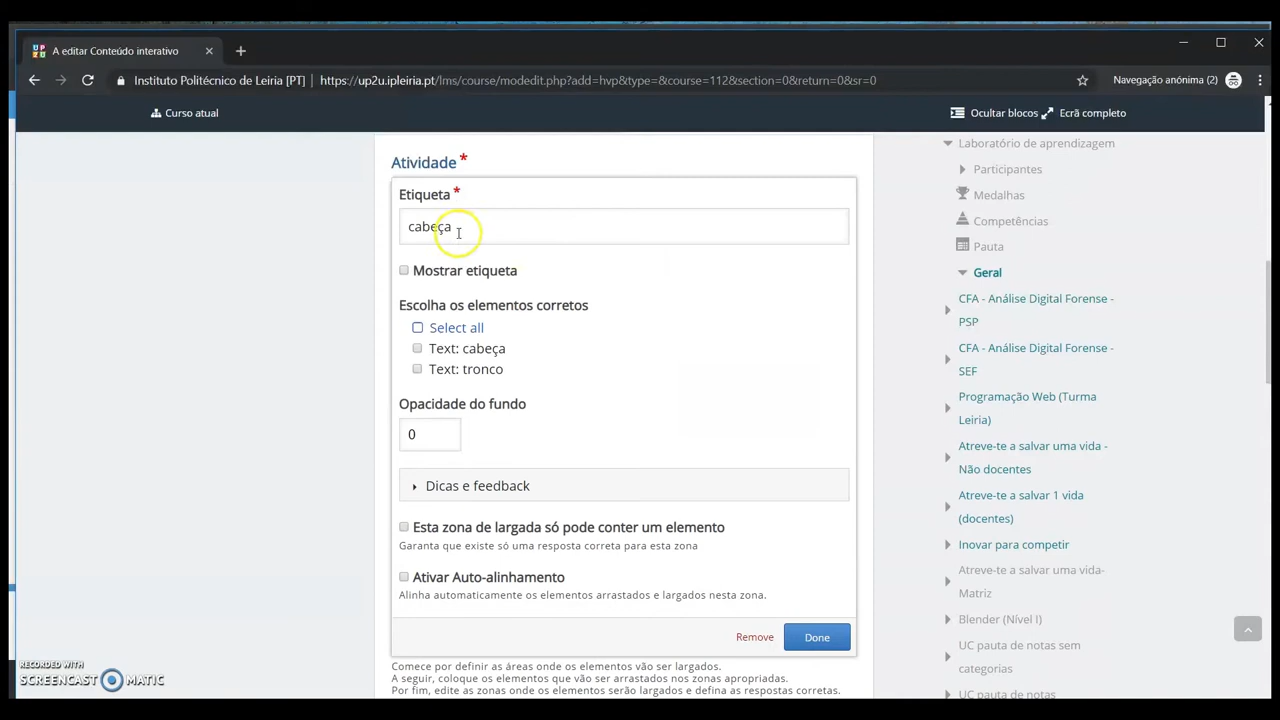 A editar Conteúdo interativo
Instituto Politécnico de Leiria [PT] https://up2u.ipleiria.pt/lms/course/modedit.php?add=hvp&type=&course=112&section=0&return=0&sr=0
Navegação anónima (2)
Curso atual
Ocultar blocos
Ecrã completo
Atividade *
Etiqueta *
cabeça
Mostrar etiqueta
Escolha os elementos corretos
Select all
Text: cabeça
Text: tronco
Opacidade do fundo
0
Dicas e feedback
Esta zona de largada só pode conter um elemento
Garanta que existe só uma resposta correta para esta zona
Ativar Auto-alinhamento
Alinha automaticamente os elementos arrastados e largados nesta zona.
Remove
Done
Comece por definir as áreas onde os elementos vão ser largados.
A seguir, coloque os elementos que vão ser arrastados nos zonas apropriadas.
Por fim, edite as zonas onde os elementos serão largados e defina as respostas corretas.
Laboratório de aprendizagem
Participantes
Medalhas
Competências
Pauta
Geral
CFA - Análise Digital Forense -
PSP
CFA - Análise Digital Forense -
SEF
Programação Web (Turma
Leiria)
Atreve-te a salvar uma vida -
Não docentes
Atreve-te a salvar 1 vida
(docentes)
Inovar para competir
Atreve-te a salvar uma vida-
Matriz
Blender (Nível I)
UC pauta de notas sem
categorias
UC pauta de notas
RECORDED WITH
SCREENCAST MATIC